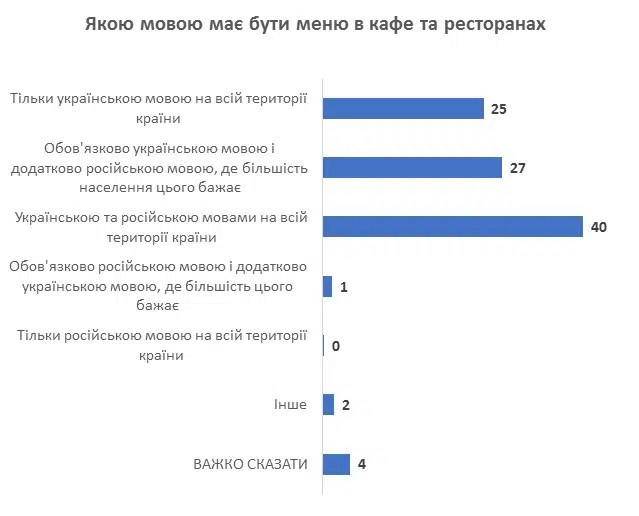 Якою мовою має бути меню в кафе та ресторанах
Тільки українською мовою на всій території
країни
25
Обов'язково українською мовою і
додатково російською мовою, де більшість
населення цього бажає
27
Українською та російською мовами на всій
території країни
40
Обов'язково російською мовою і додатково
українською мовою, де більшість цього
бажає
1
Тільки російською мовою на всій території
країни
0
Інше
2
ВАЖКО СКАЗАТИ
4